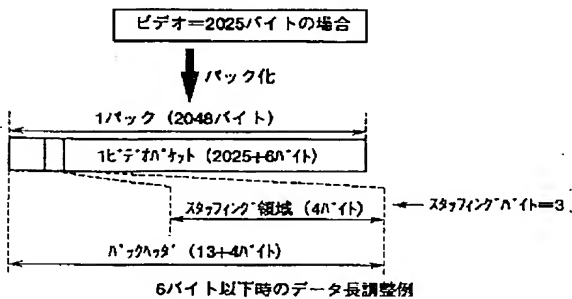 ビデオ=2025バイトの場合
パック化
1パック (2048バイト)
1ビデオパケット (2025+6バイト)
スタッフィング領域 (4バイト)
スタッフィングバイト=3
パックヘッダ (13+4バイト)
6バイト以下時のデータ長調整例